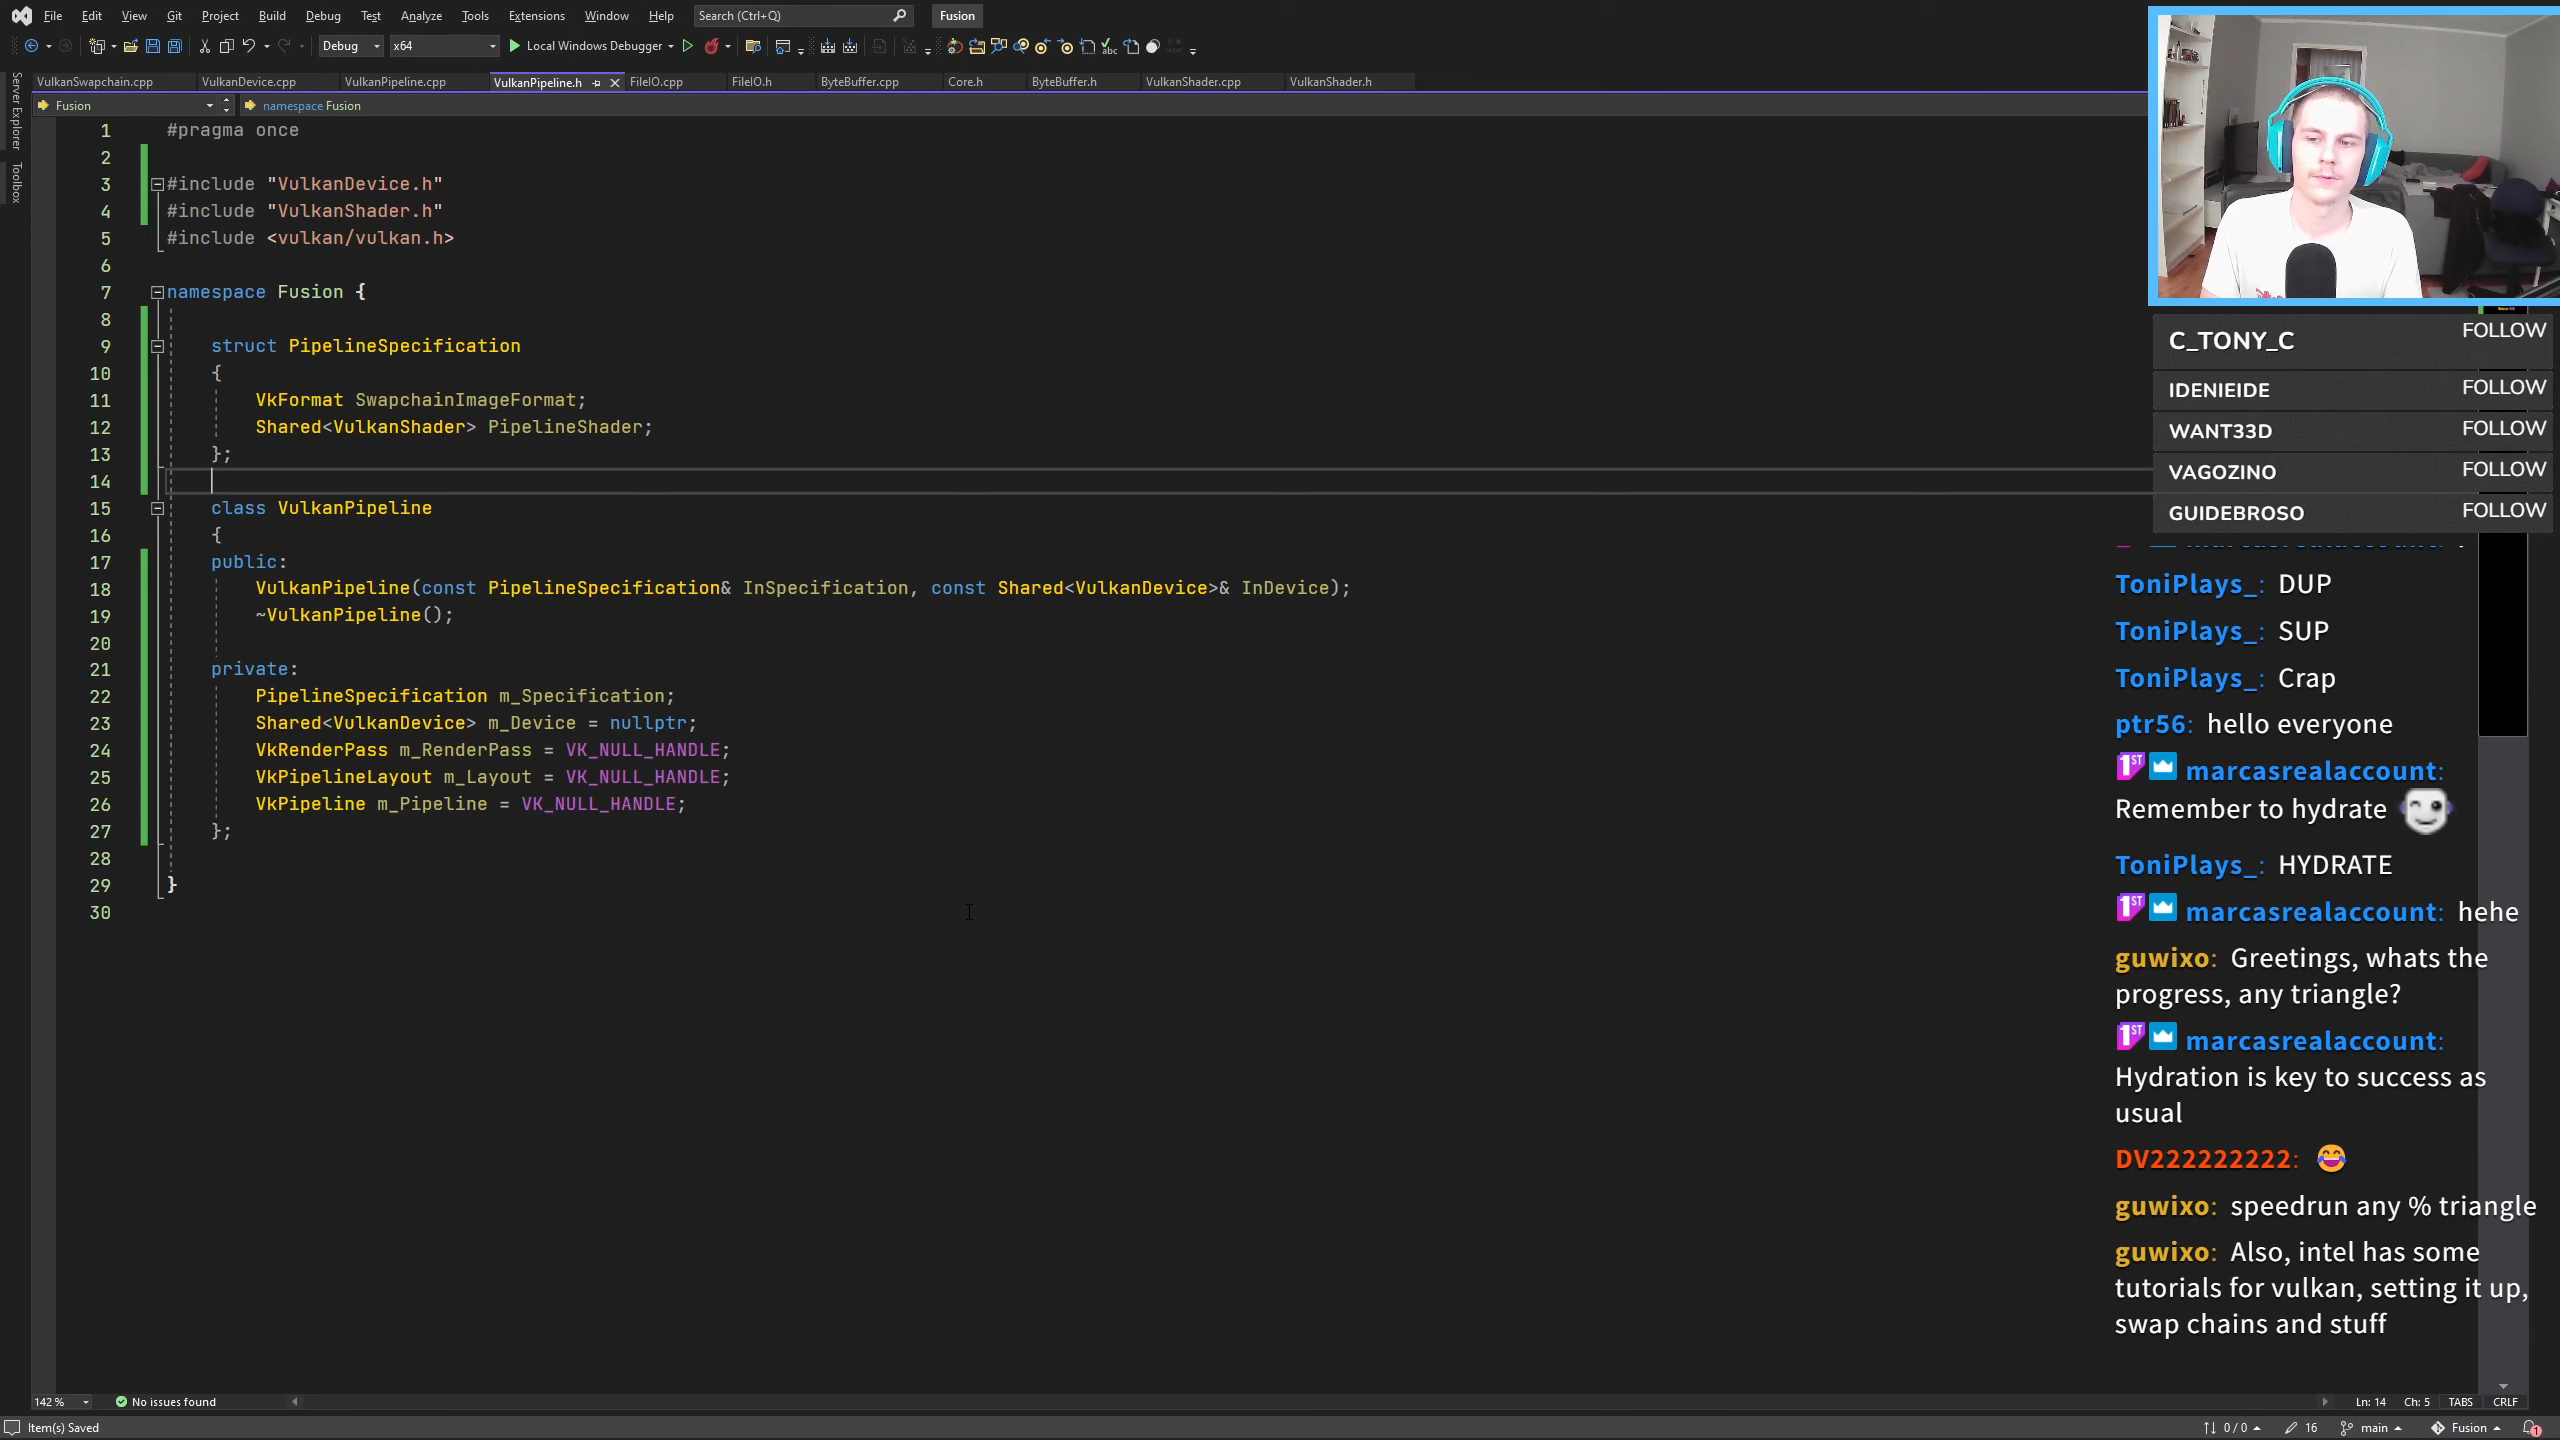 File Edit View Git Project Build Debug Test Analyze Tools Extensions Window Help Search (Ctrl+Q) Fusion
Debug x64 Local Windows Debugger
VulkanSwapchain.cpp VulkanDevice.cpp VulkanPipeline.cpp VulkanPipeline.h FileIO.cpp FileIO.h ByteBuffer.cpp Core.h ByteBuffer.h VulkanShader.cpp VulkanShader.h
Fusion namespace Fusion
Server Explorer
Toolbox
1 #pragma once
2
3 #include "VulkanDevice.h"
4 #include "VulkanShader.h"
5 #include <vulkan/vulkan.h>
6
7 namespace Fusion {
8
9 struct PipelineSpecification
10 {
11 VkFormat SwapchainImageFormat;
12 Shared<VulkanShader> PipelineShader;
13 };
14
15 class VulkanPipeline
16 {
17 public:
18 VulkanPipeline(const PipelineSpecification& InSpecification, const Shared<VulkanDevice>& InDevice);
19 ~VulkanPipeline();
20
21 private:
22 PipelineSpecification m_Specification;
23 Shared<VulkanDevice> m_Device = nullptr;
24 VkRenderPass m_RenderPass = VK_NULL_HANDLE;
25 VkPipelineLayout m_Layout = VK_NULL_HANDLE;
26 VkPipeline m_Pipeline = VK_NULL_HANDLE;
27 };
28
29 }
30
C_TONY_C FOLLOW
IDENIEIDE FOLLOW
WANT33D FOLLOW
VAGOZINO FOLLOW
GUIDEBROSO FOLLOW
ToniPlays_: DUP
ToniPlays_: SUP
ToniPlays_: Crap
ptr56: hello everyone
1ST marcasrealaccount:
Remember to hydrate
ToniPlays_: HYDRATE
1ST marcasrealaccount: hehe
guwixo: Greetings, whats the
progress, any triangle?
1ST marcasrealaccount:
Hydration is key to success as
usual
DV222222222: 😂
guwixo: speedrun any % triangle
guwixo: Also, intel has some
tutorials for vulkan, setting it up,
swap chains and stuff
142 % No issues found Ln: 14 Ch: 5 TABS CRLF
Item(s) Saved 0 / 0 16 main Fusion 1